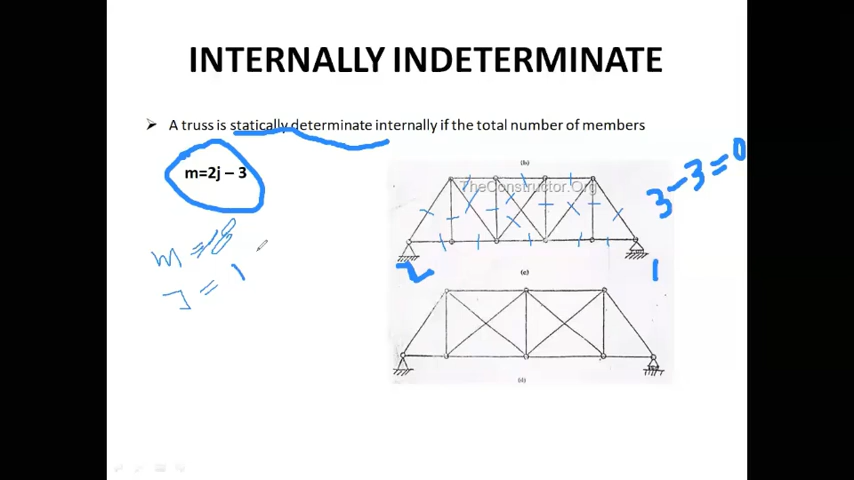 INTERNALLY INDETERMINATE
➤ A truss is statically determinate internally if the total number of members
m=2j – 3
(b)
TheConstructor.Org
3-3=0
m=18
J = 1
2
1
(c)
(d)